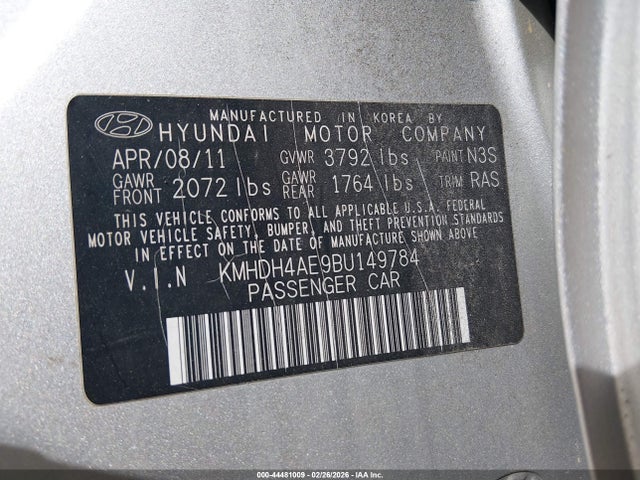 MANUFACTURED IN KOREA BY
HYUNDAI MOTOR COMPANY
APR/08/11 GVWR 3792 lbs PAINT N3S
GAWR FRONT 2072 lbs GAWR REAR 1764 lbs TRIM RAS
THIS VEHICLE CONFORMS TO ALL APPLICABLE U.S.A. FEDERAL
MOTOR VEHICLE SAFETY, BUMPER, AND THEFT PREVENTION STANDARDS
IN EFFECT ON THE DATE OF MANUFACTURE SHOWN ABOVE.
V.I.N KMHDH4AE9BU149784
PASSENGER CAR
000-44481009 - 02/26/2026 - IAAI.COM